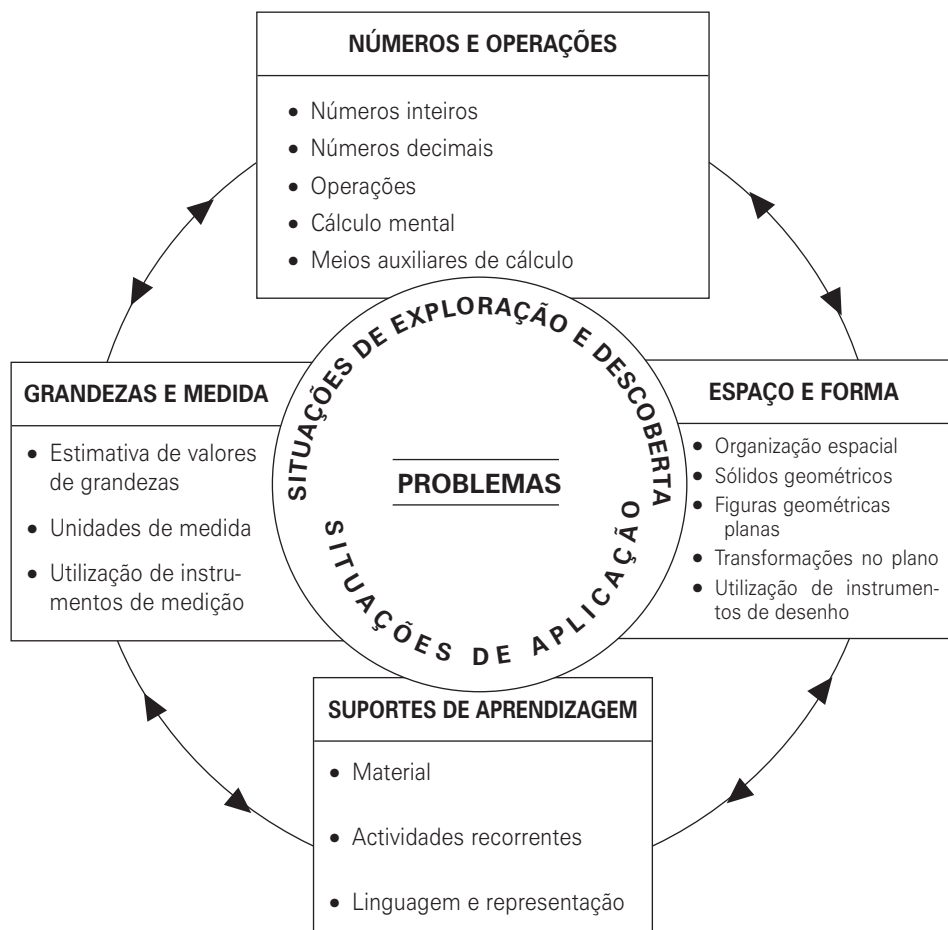 NÚMEROS E OPERAÇÕES
• Números inteiros
• Números decimais
• Operações
• Cálculo mental
• Meios auxiliares de cálculo
SITUAÇÕES DE EXPLORAÇÃO E DESCOBERTA
GRANDEZAS E MEDIDA
• Estimativa de valores
de grandezas
• Unidades de medida
• Utilização de instru-
mentos de medição
PROBLEMAS
ESPAÇO E FORMA
• Organização espacial
• Sólidos geométricos
• Figuras geométricas
planas
• Transformações no plano
• Utilização de instrumen-
tos de desenho
SITUAÇÕES DE APLICAÇÃO
SUPORTES DE APRENDIZAGEM
• Material
• Actividades recorrentes
• Linguagem e representação